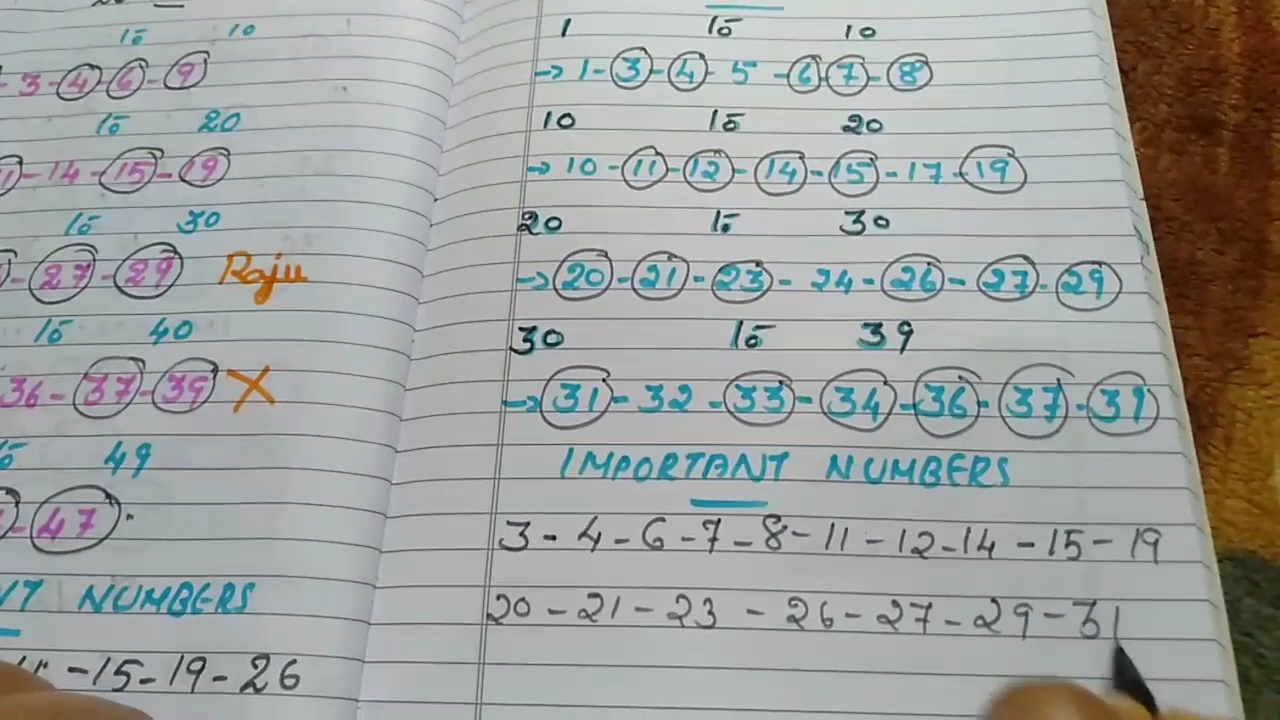 15 10
3-4-6-9
15 20
-14-15-19
15 30
-27-29 Raju
15 40
36-37-39 X
49
-47.
NUMBERS
-15-19-26
1 15 10
→ 1-3-4-5-6-7-8
10 15 20
→ 10-11-12-14-15-17-19
20 15 30
→ 20-21-23-24-26-27-29
30 15 39
→ 31-32-33-34-36-37-39
IMPORTANT NUMBERS
3-4-6-7-8-11-12-14-15-19
20-21-23-26-27-29-31